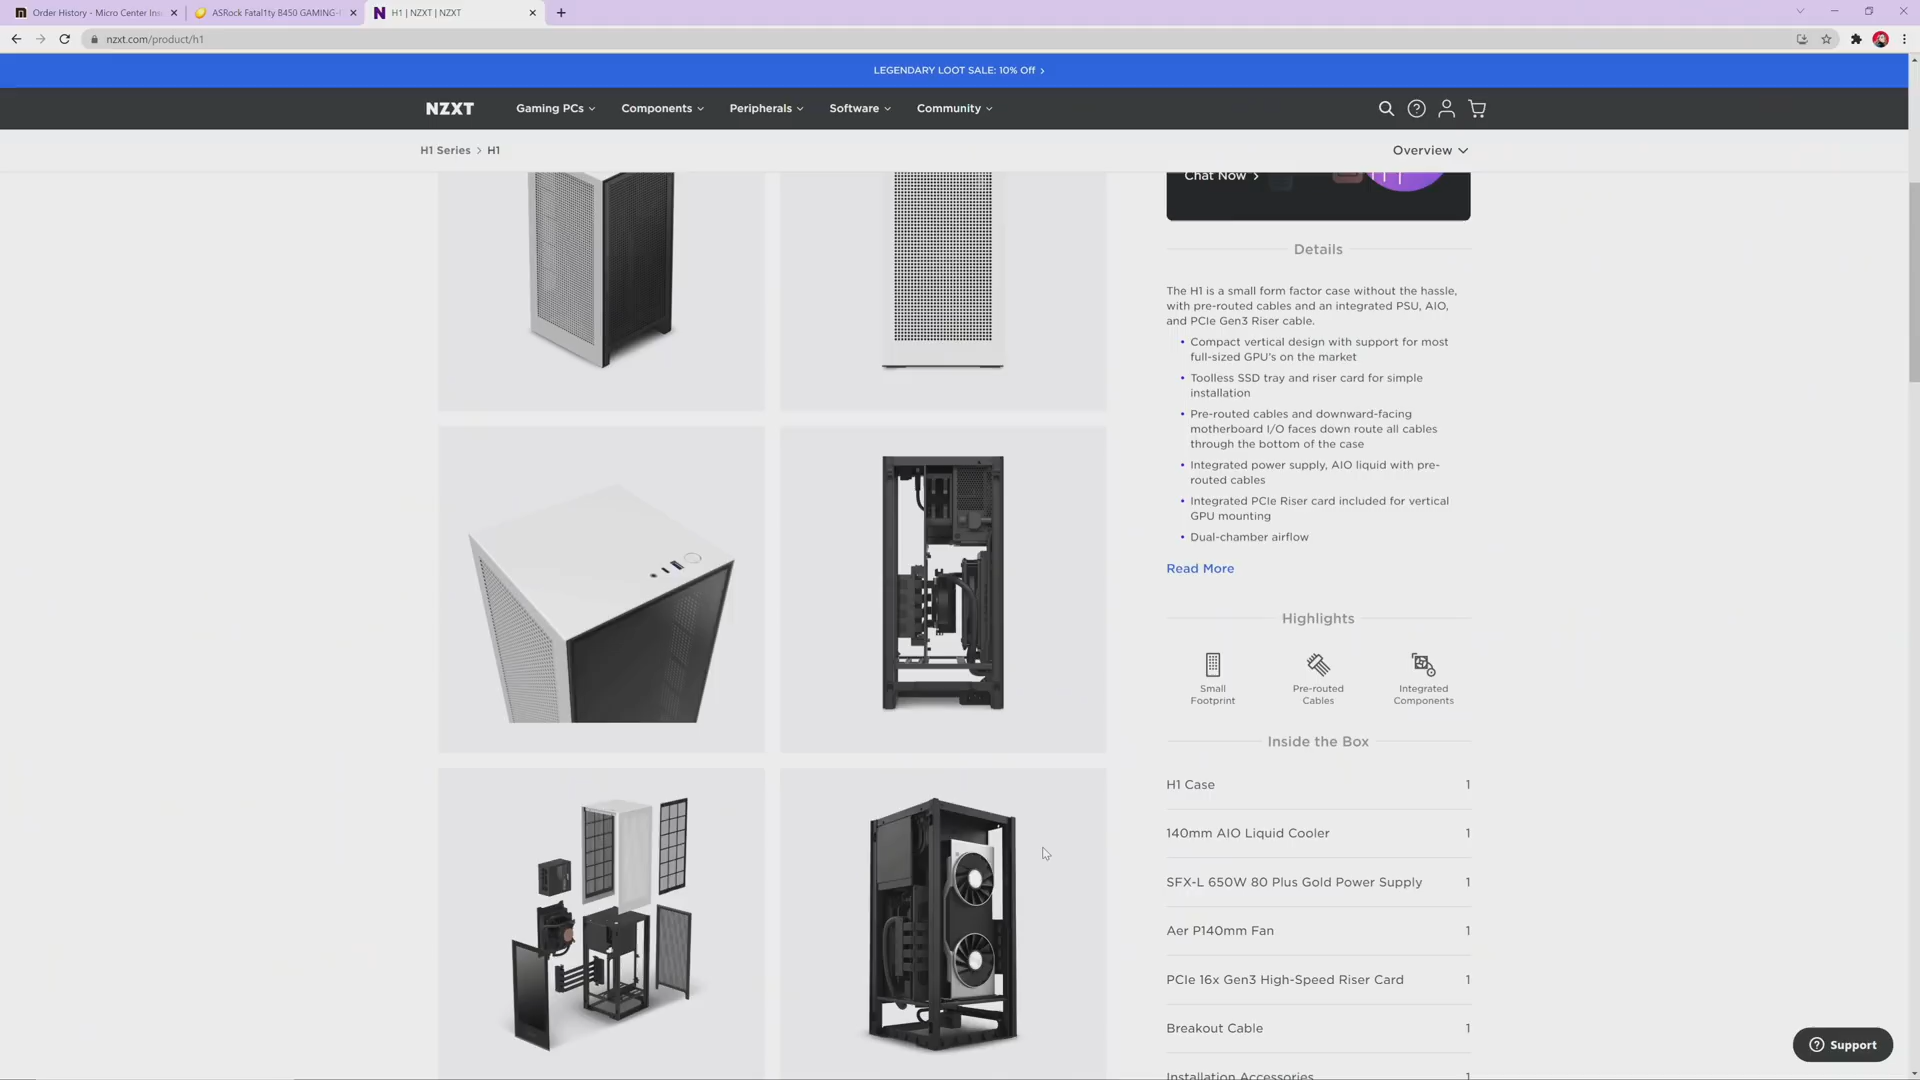 Order History - Micro Center Ins
ASRock Fatal1ty B450 GAMING-
H1 | NZXT | NZXT
nzxt.com/product/h1
LEGENDARY LOOT SALE: 10% Off >
NZXT
Gaming PCs
Components
Peripherals
Software
Community
H1 Series > H1
Overview
Chat Now >
Details
The H1 is a small form factor case without the hassle,
with pre-routed cables and an integrated PSU, AIO,
and PCIe Gen3 Riser cable.
• Compact vertical design with support for most
full-sized GPU's on the market
• Toolless SSD tray and riser card for simple
installation
• Pre-routed cables and downward-facing
motherboard I/O faces down route all cables
through the bottom of the case
• Integrated power supply, AIO liquid with pre-
routed cables
• Integrated PCIe Riser card included for vertical
GPU mounting
• Dual-chamber airflow
Read More
Highlights
Small
Footprint
Pre-routed
Cables
Integrated
Components
Inside the Box
H1 Case 1
140mm AIO Liquid Cooler 1
SFX-L 650W 80 Plus Gold Power Supply 1
Aer P140mm Fan 1
PCIe 16x Gen3 High-Speed Riser Card 1
Breakout Cable 1
Installation Accessories 1
Support